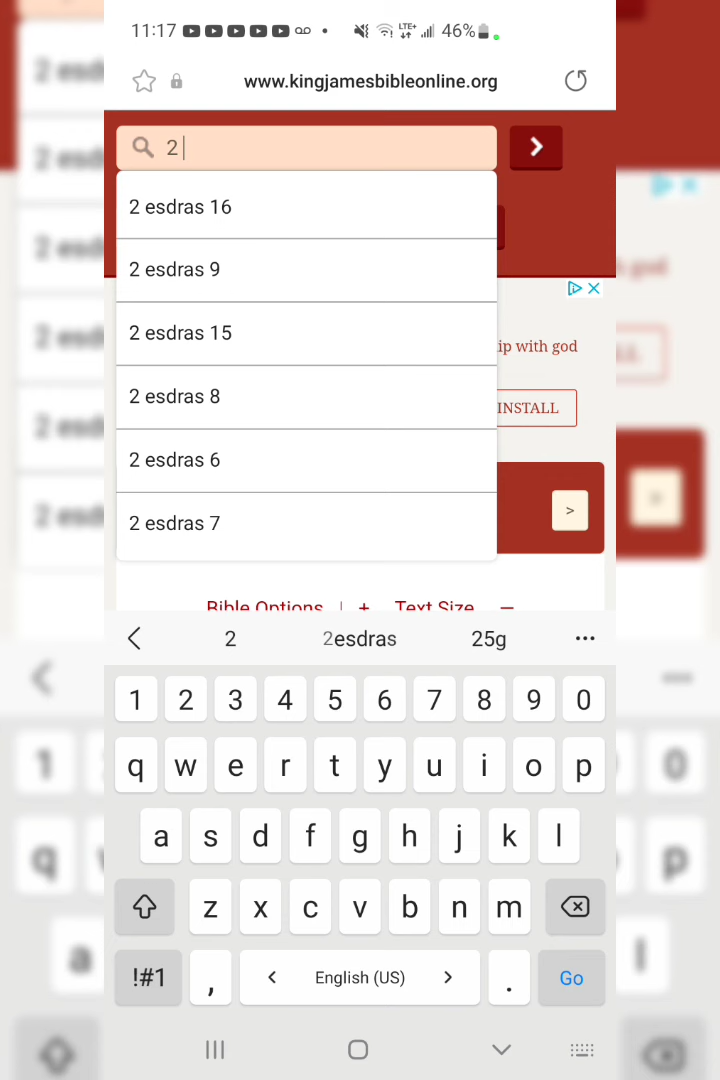 11:17 LTE+ 46%
www.kingjamesbibleonline.org
2
2 esdras 16
2 esdras 9
2 esdras 15
2 esdras 8
2 esdras 6
2 esdras 7
ip with god
INSTALL
>
Bible Options | + Text Size —
2 2esdras 25g ...
1 2 3 4 5 6 7 8 9 0
q w e r t y u i o p
a s d f g h j k l
z x c v b n m
!#1 , < English (US) > . Go